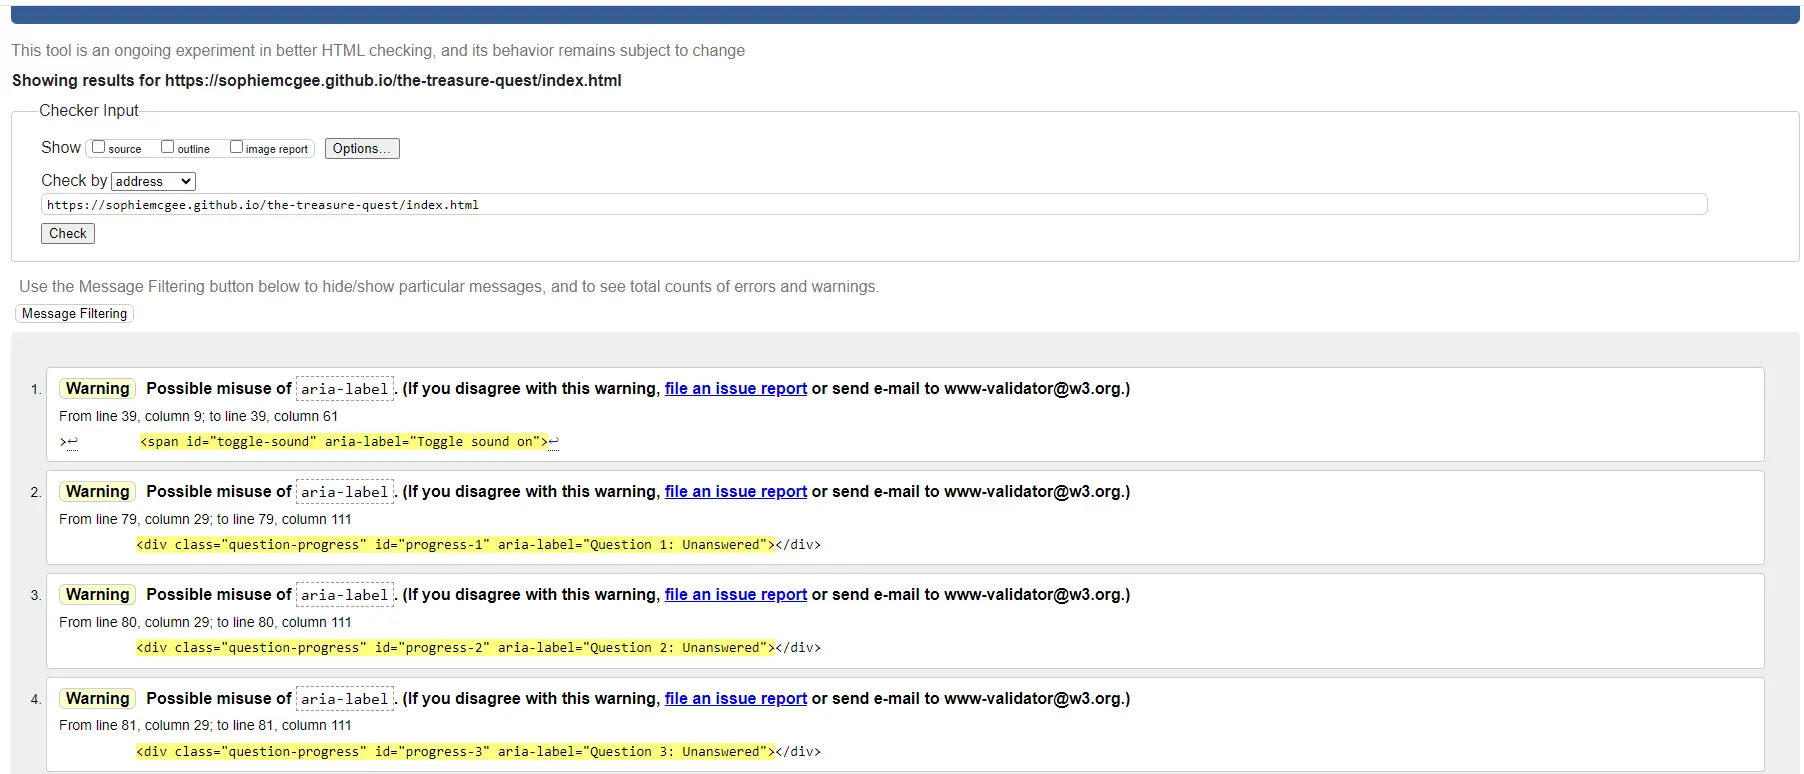 This tool is an ongoing experiment in better HTML checking, and its behavior remains subject to change
Showing results for https://sophiemcgee.github.io/the-treasure-quest/index.html
Checker Input
Show source outline image report Options...
Check by address
https://sophiemcgee.github.io/the-treasure-quest/index.html
Check
Use the Message Filtering button below to hide/show particular messages, and to see total counts of errors and warnings.
Message Filtering
1. Warning Possible misuse of aria-label. (If you disagree with this warning, file an issue report or send e-mail to www-validator@w3.org.)
From line 39, column 9; to line 39, column 61
>↩ <span id="toggle-sound" aria-label="Toggle sound on">↩
2. Warning Possible misuse of aria-label. (If you disagree with this warning, file an issue report or send e-mail to www-validator@w3.org.)
From line 79, column 29; to line 79, column 111
<div class="question-progress" id="progress-1" aria-label="Question 1: Unanswered"></div>
3. Warning Possible misuse of aria-label. (If you disagree with this warning, file an issue report or send e-mail to www-validator@w3.org.)
From line 80, column 29; to line 80, column 111
<div class="question-progress" id="progress-2" aria-label="Question 2: Unanswered"></div>
4. Warning Possible misuse of aria-label. (If you disagree with this warning, file an issue report or send e-mail to www-validator@w3.org.)
From line 81, column 29; to line 81, column 111
<div class="question-progress" id="progress-3" aria-label="Question 3: Unanswered"></div>